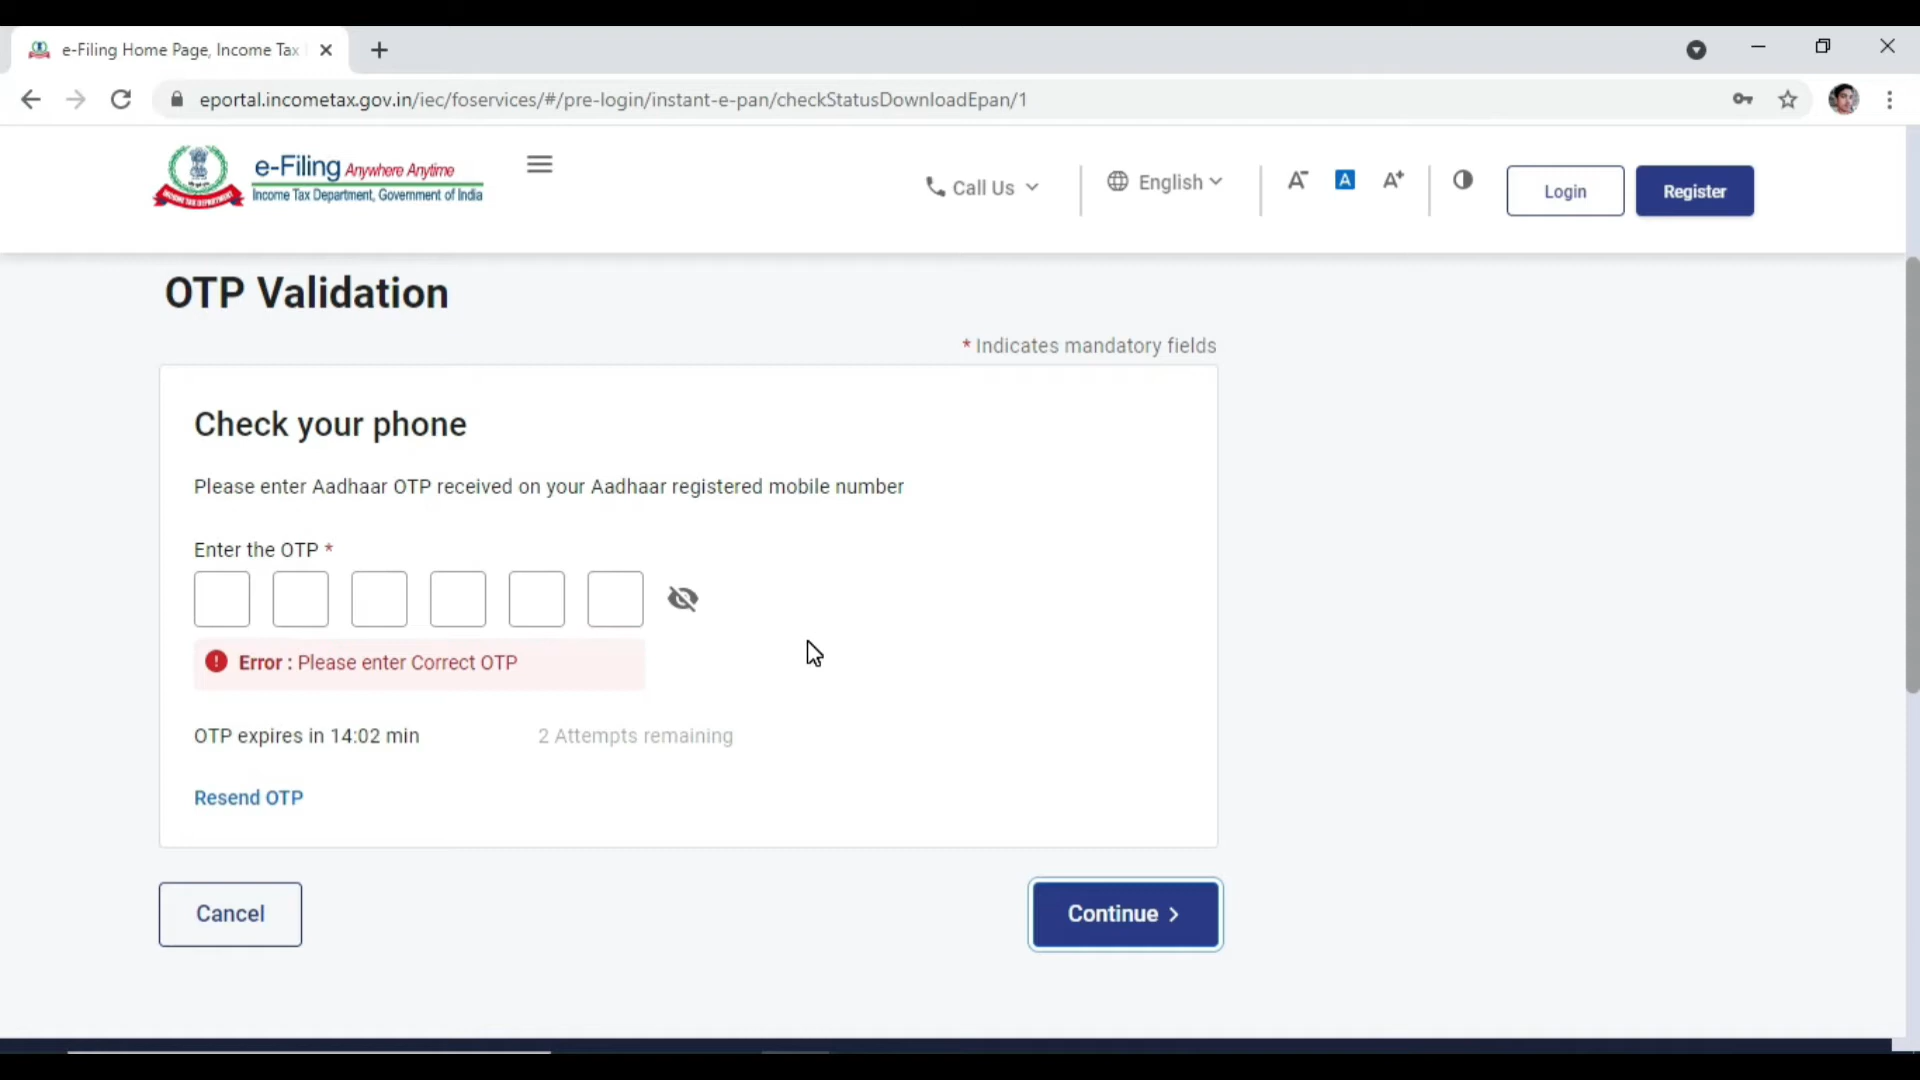 e-Filing Home Page, Income Tax
eportal.incometax.gov.in/iec/foservices/#/pre-login/instant-e-pan/checkStatusDownloadEpan/1
e-Filing Anywhere Anytime
Income Tax Department, Government of India
INCOME TAX DEPARTMENT
Call Us
English
A-
A
A+
Login
Register
OTP Validation
* Indicates mandatory fields
Check your phone
Please enter Aadhaar OTP received on your Aadhaar registered mobile number
Enter the OTP *
Error : Please enter Correct OTP
OTP expires in 14:02 min
2 Attempts remaining
Resend OTP
Cancel
Continue >